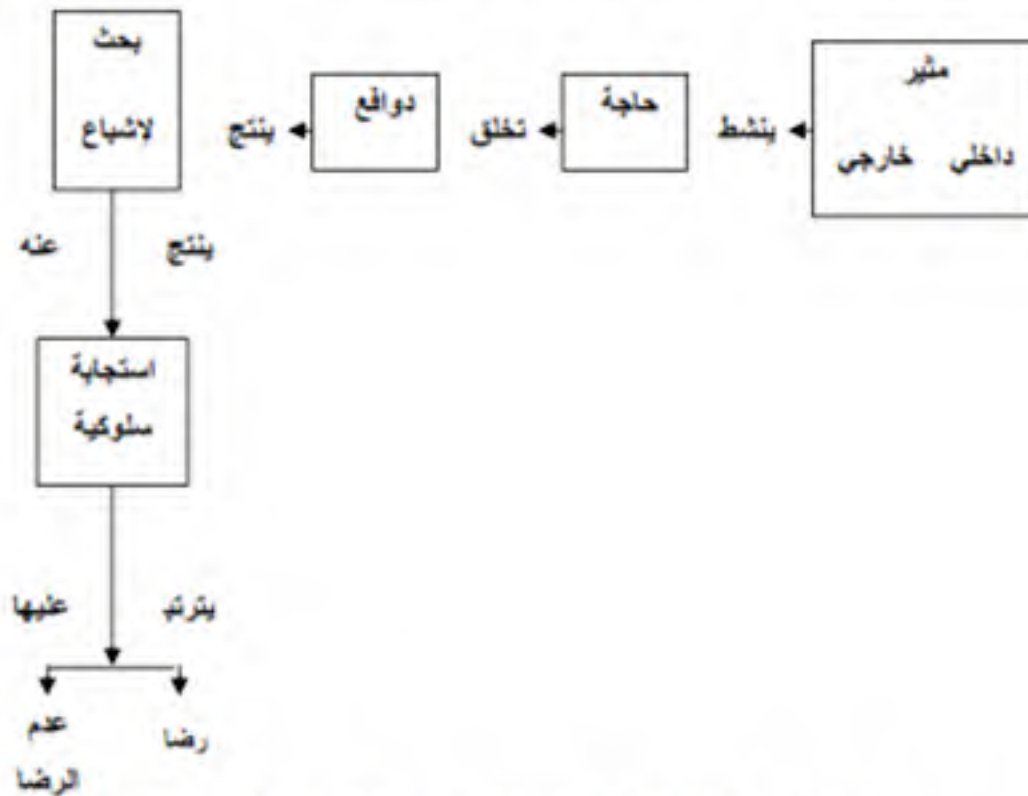 مثير
داخلي خارجي
ينشط
حاجة
تخلق
دوافع
ينتج
بحث
لإشباع
ينتج عنه
استجابة
سلوكية
يترتب عليها
رضا
عدم
الرضا